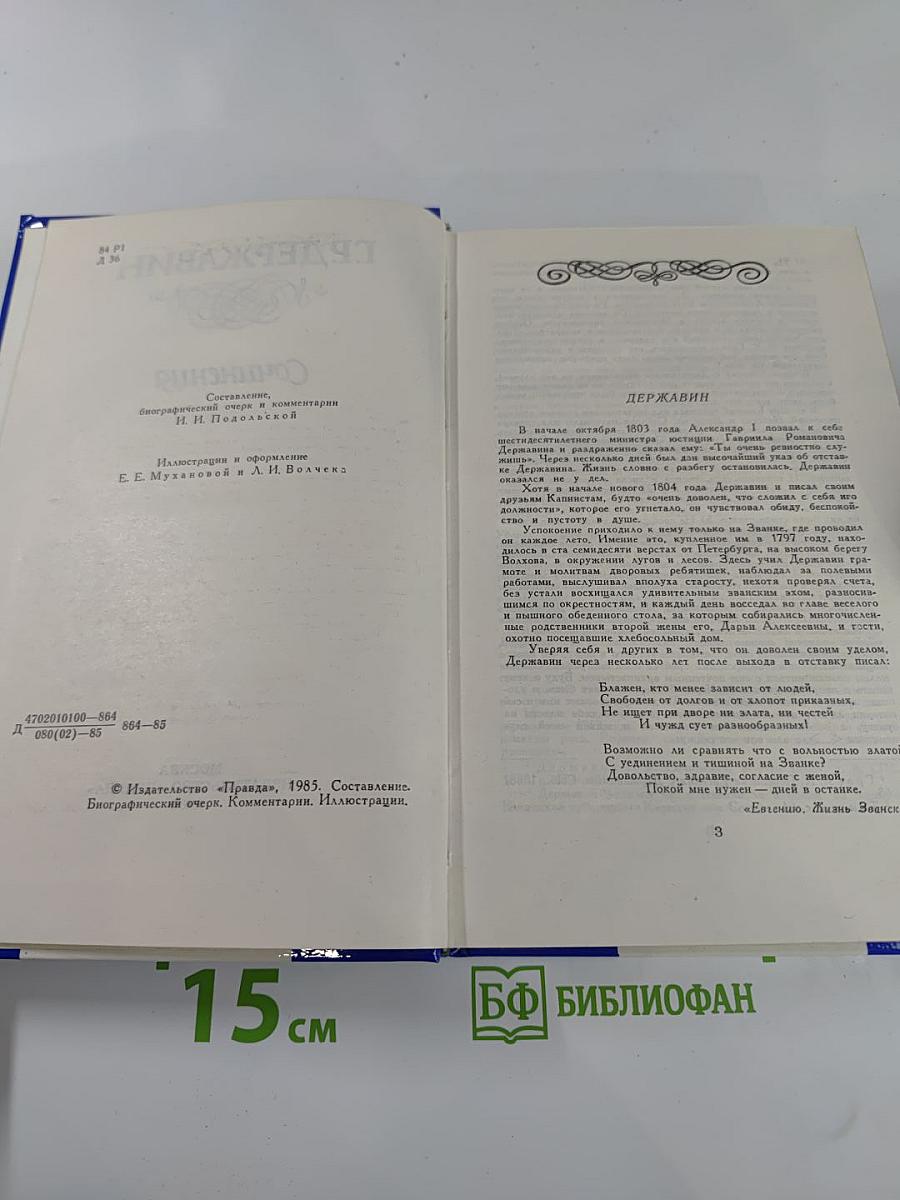 84 Р1
Д 36
Составление,
биографический очерк и комментарии
И. И. Подольской
Иллюстрации и оформление
Е. Е. Мухановой и Л. И. Волчека
Д 4702010100—864
080(02)—85
864—85
© Издательство «Правда», 1985. Составление.
Биографический очерк. Комментарии. Иллюстрации.
ДЕРЖАВИН
В начале октября 1803 года Александр I позвал к себе
шестидесятилетнего министра юстиции Гавриила Романовича
Державина и раздраженно сказал ему: «Ты очень ревностно слу-
жишь». Через несколько дней был дан высочайший указ об отстав-
ке Державина. Жизнь словно с разбегу остановилась. Державин
оказался не у дел.
Хотя в начале нового 1804 года Державин и писал своим
друзьям Капнистам, будто «очень доволен, что сложил с себя иго
должности», которое его угнетало, он чувствовал обиду, беспокой-
ство и пустоту в душе.
Успокоение приходило к нему только на Званке, где проводил
он каждое лето. Имение это, купленное им в 1797 году, нахо-
дилось в ста семидесяти верстах от Петербурга, на высоком берегу
Волхова, в окружении лугов и лесов. Здесь учил Державин гра-
моте и молитвам дворовых ребятишек, наблюдал за полевыми
работами, выслушивал вполуха старосту, нехотя проверял счета,
без устали восхищался удивительным званским эхом, разносив-
шимся по окрестностям, и каждый день восседал во главе веселого
и пышного обеденного стола, за которым собирались многочислен-
ные родственники второй жены его, Дарьи Алексеевны, и гости,
охотно посещавшие хлебосольный дом.
Уверяя себя и других в том, что он доволен своим уделом,
Державин через несколько лет после выхода в отставку писал:
Блажен, кто менее зависит от людей,
Свободен от долгов и от хлопот приказных,
Не ищет при дворе ни злата, ни честей
И чужд сует разнообразных!
Возможно ли сравнять что с вольностью златой
С уединением и тишиной на Званке?
Довольство, здравие, согласие с женой,
Покой мне нужен — дней в останке.
«Евгению. Жизнь Званск
3
15 см
БФ БИБЛИОФАН